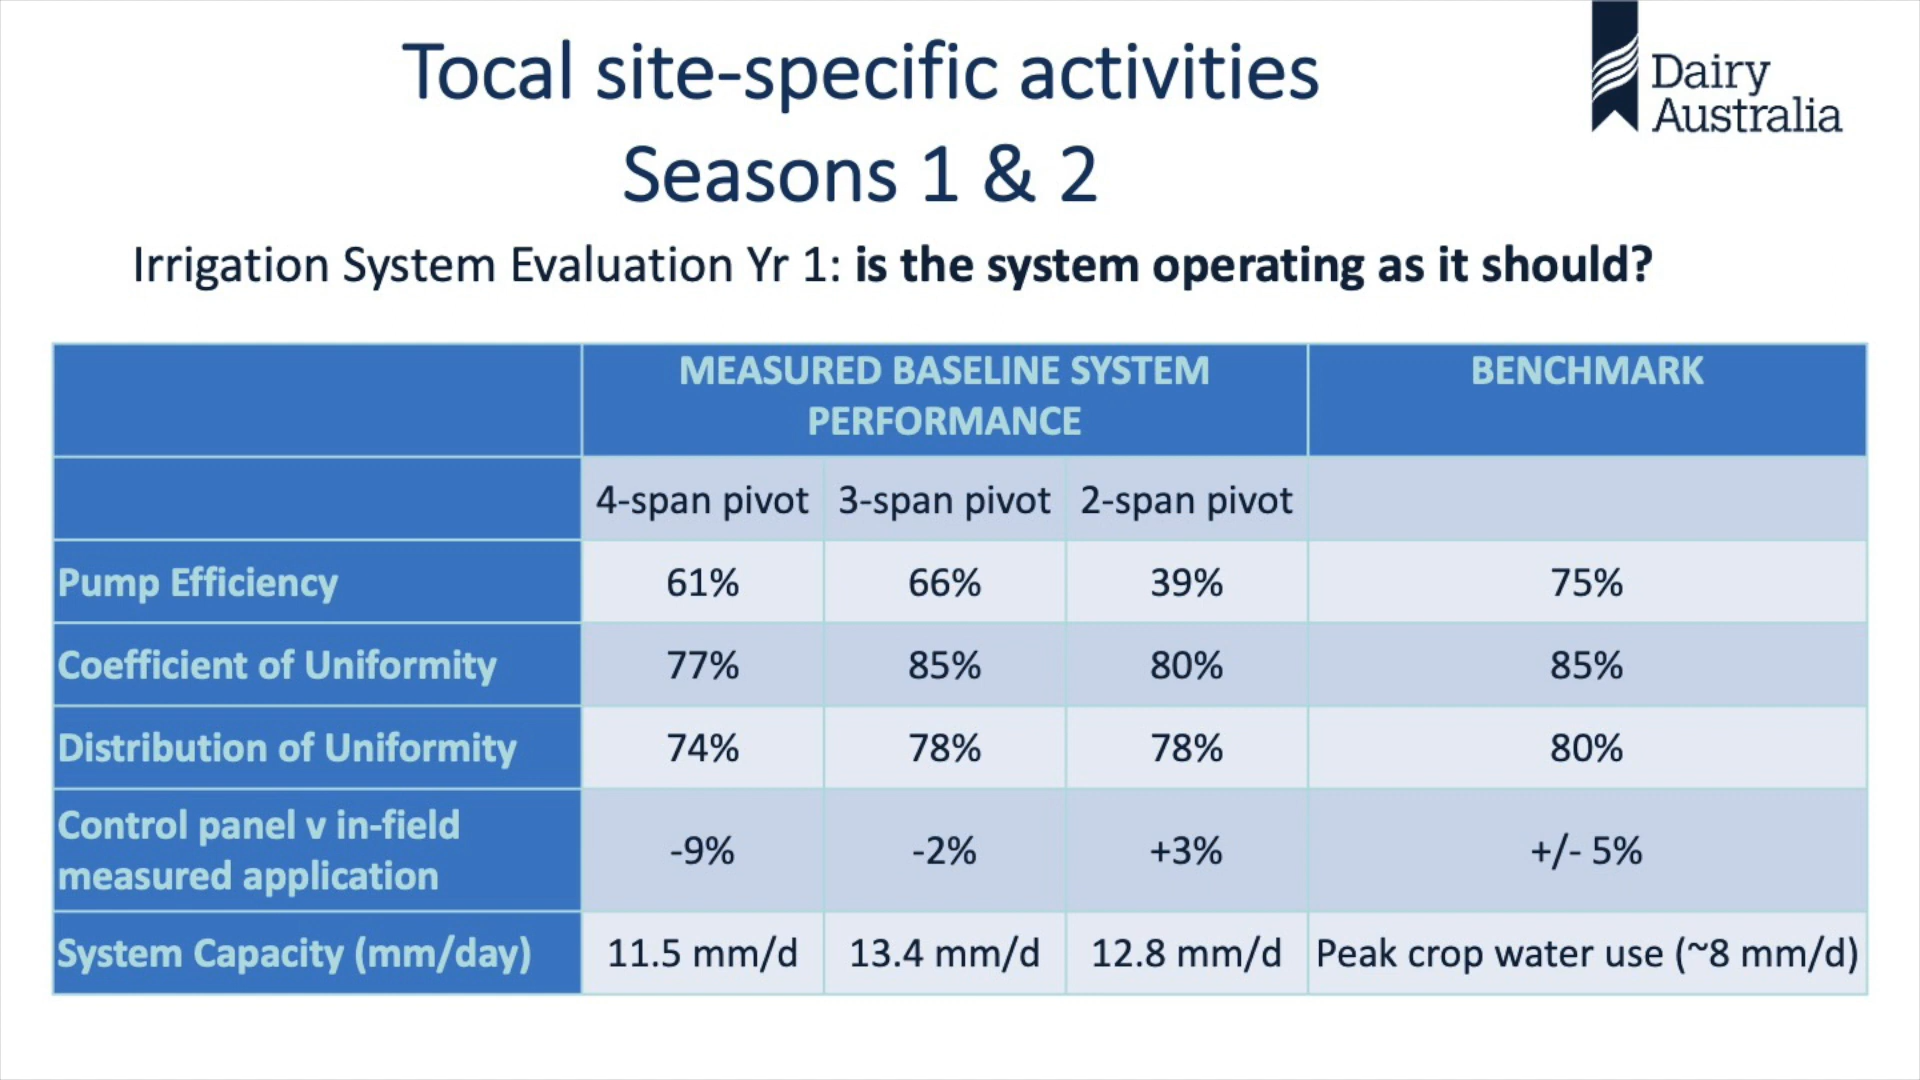 Tocal site-specific activities
Seasons 1 & 2
Dairy
Australia
Irrigation System Evaluation Yr 1: is the system operating as it should?
MEASURED BASELINE SYSTEM
PERFORMANCE
BENCHMARK
4-span pivot 3-span pivot 2-span pivot
Pump Efficiency 61% 66% 39% 75%
Coefficient of Uniformity 77% 85% 80% 85%
Distribution of Uniformity 74% 78% 78% 80%
Control panel v in-field
measured application
-9% -2% +3% +/- 5%
System Capacity (mm/day) 11.5 mm/d 13.4 mm/d 12.8 mm/d Peak crop water use (~8 mm/d)